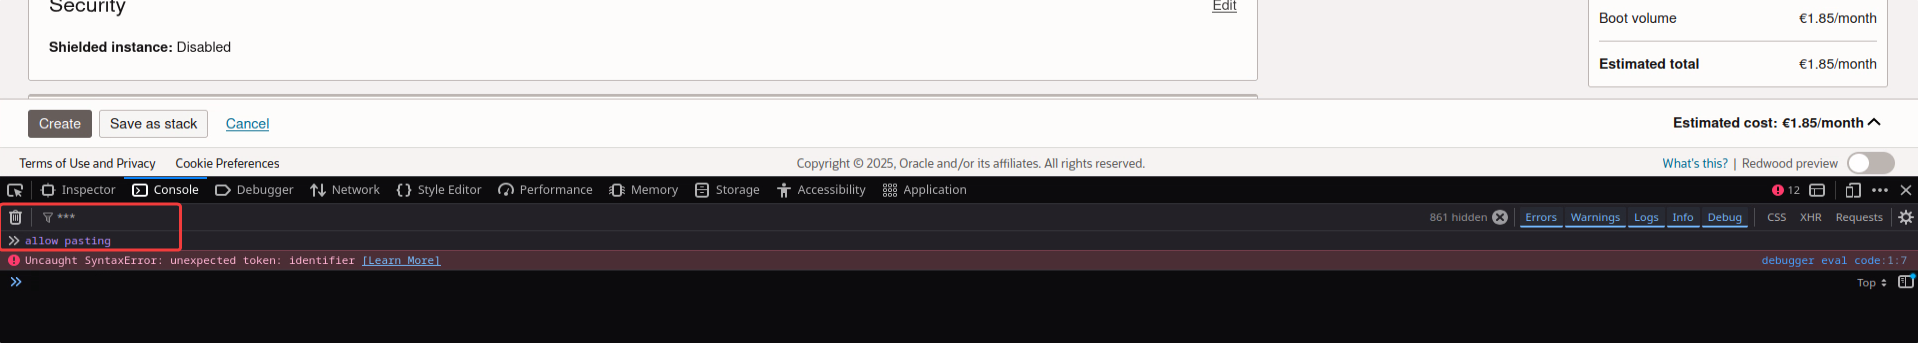 Security
Edit
Shielded instance: Disabled
Boot volume €1.85/month
Estimated total €1.85/month
Create Save as stack Cancel
Estimated cost: €1.85/month
Terms of Use and Privacy Cookie Preferences Copyright © 2025, Oracle and/or its affiliates. All rights reserved. What's this? | Redwood preview
Inspector Console Debugger Network Style Editor Performance Memory Storage Accessibility Application 12
*** 861 hidden Errors Warnings Logs Info Debug CSS XHR Requests
» allow pasting
Uncaught SyntaxError: unexpected token: identifier [Learn More] debugger eval code:1:7
» Top